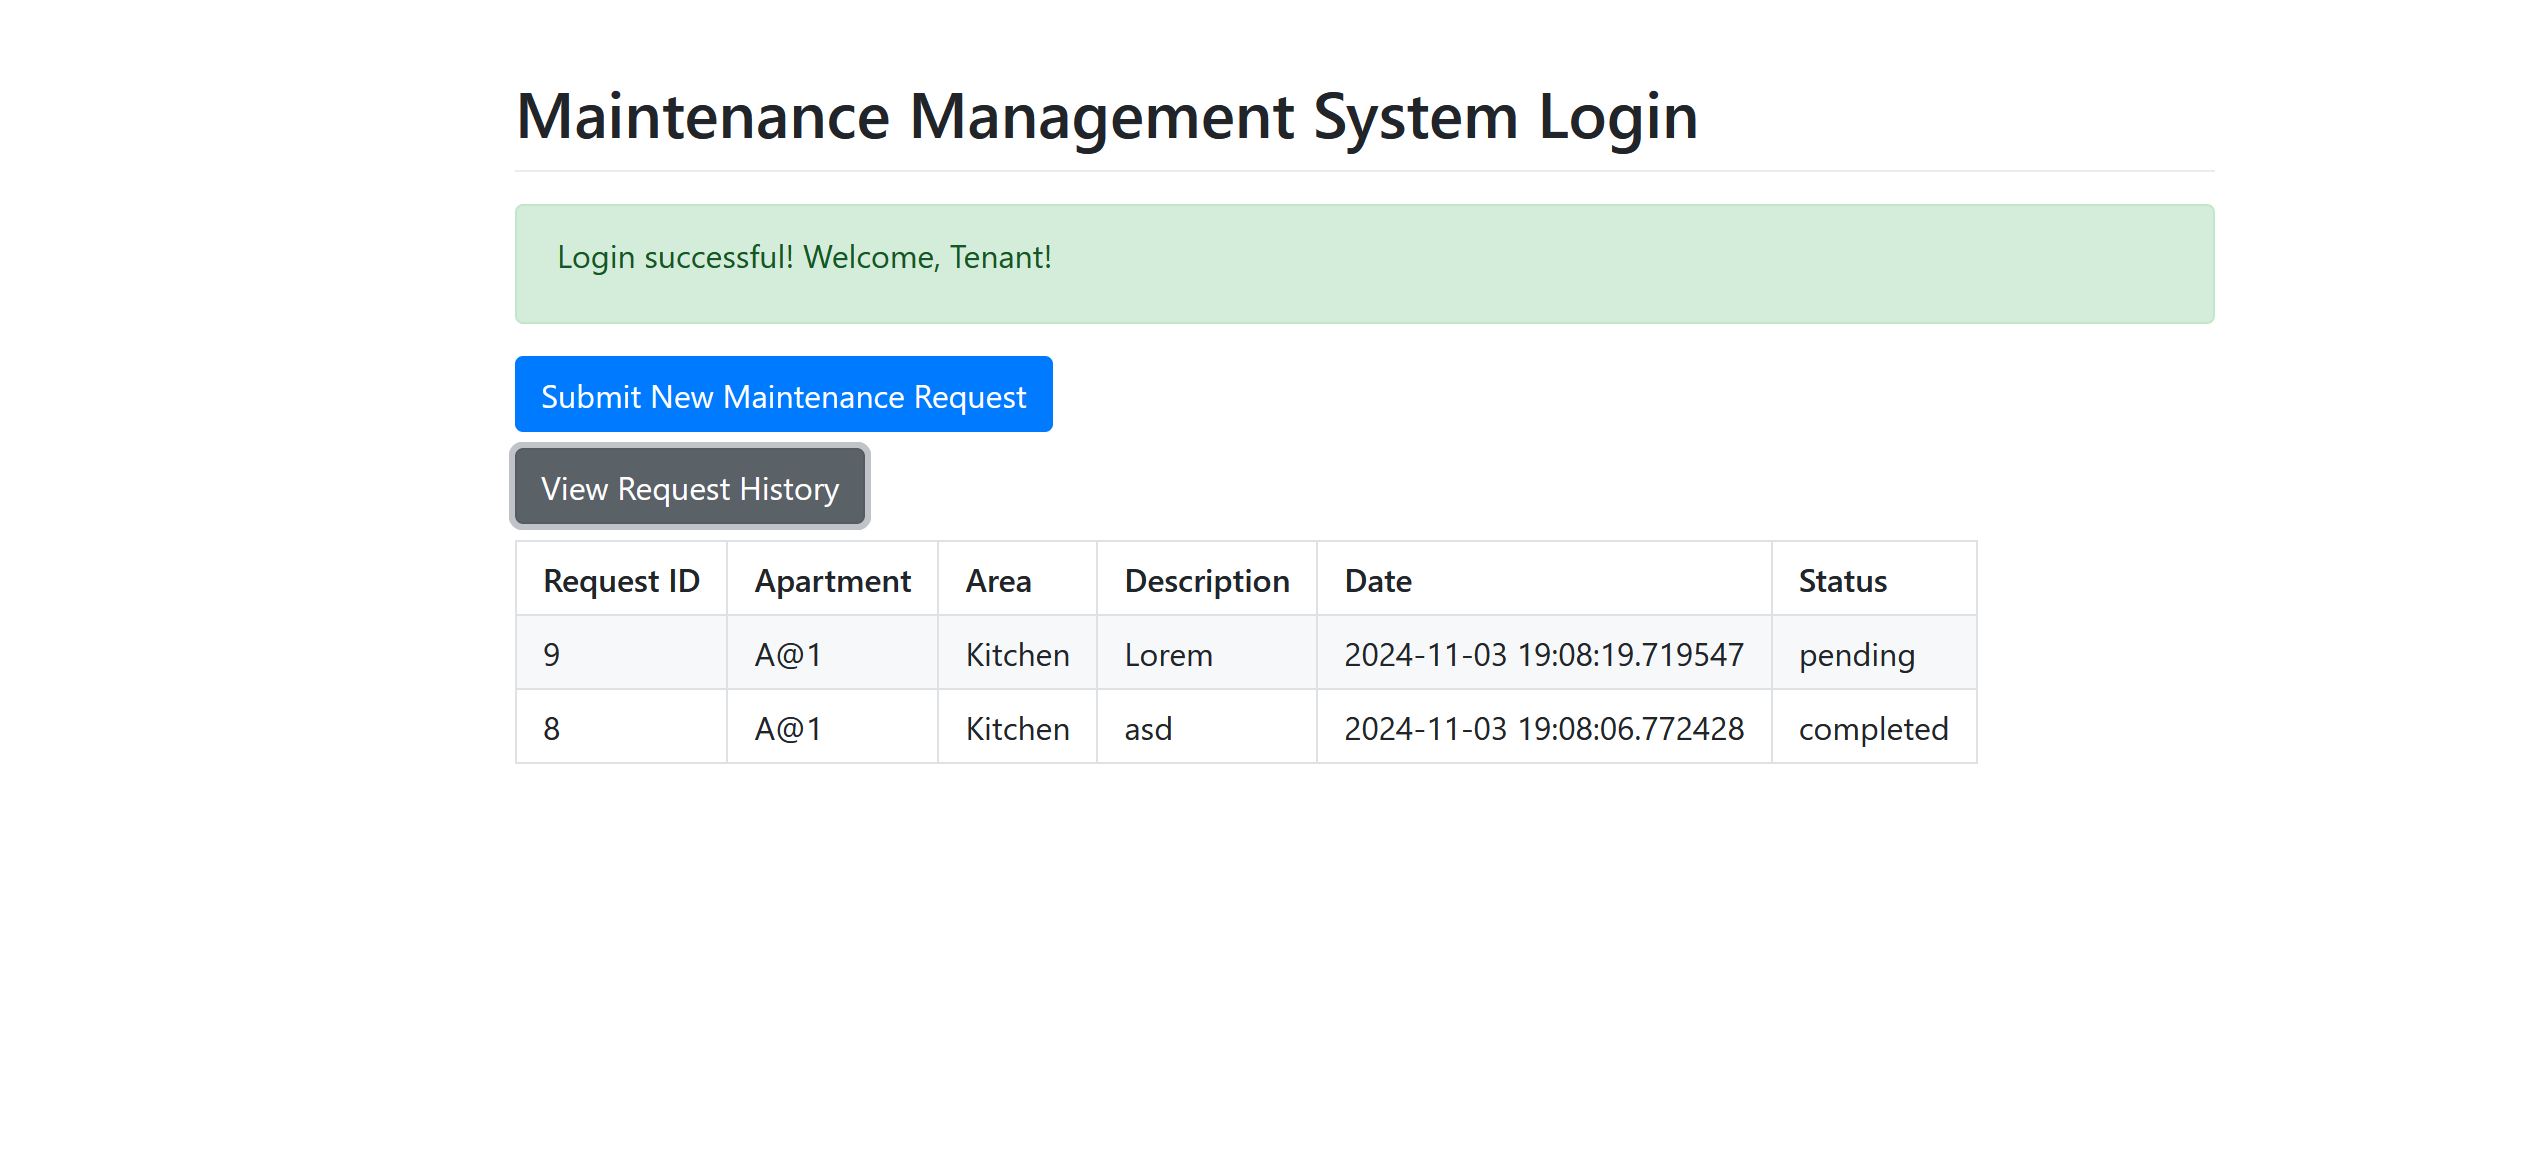 Maintenance Management System Login
Login successful! Welcome, Tenant!
Submit New Maintenance Request
View Request History
Request ID Apartment Area Description Date Status
9 A@1 Kitchen Lorem 2024-11-03 19:08:19.719547 pending
8 A@1 Kitchen asd 2024-11-03 19:08:06.772428 completed